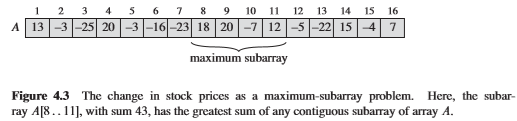 1 2 3 4 5 6 7 8 9 10 11 12 13 14 15 16
A 13 –3 –25 20 –3 –16 –23 18 20 –7 12 –5 –22 15 –4 7
maximum subarray
Figure 4.3 The change in stock prices as a maximum-subarray problem. Here, the subar-
ray A[8 . . 11], with sum 43, has the greatest sum of any contiguous subarray of array A.